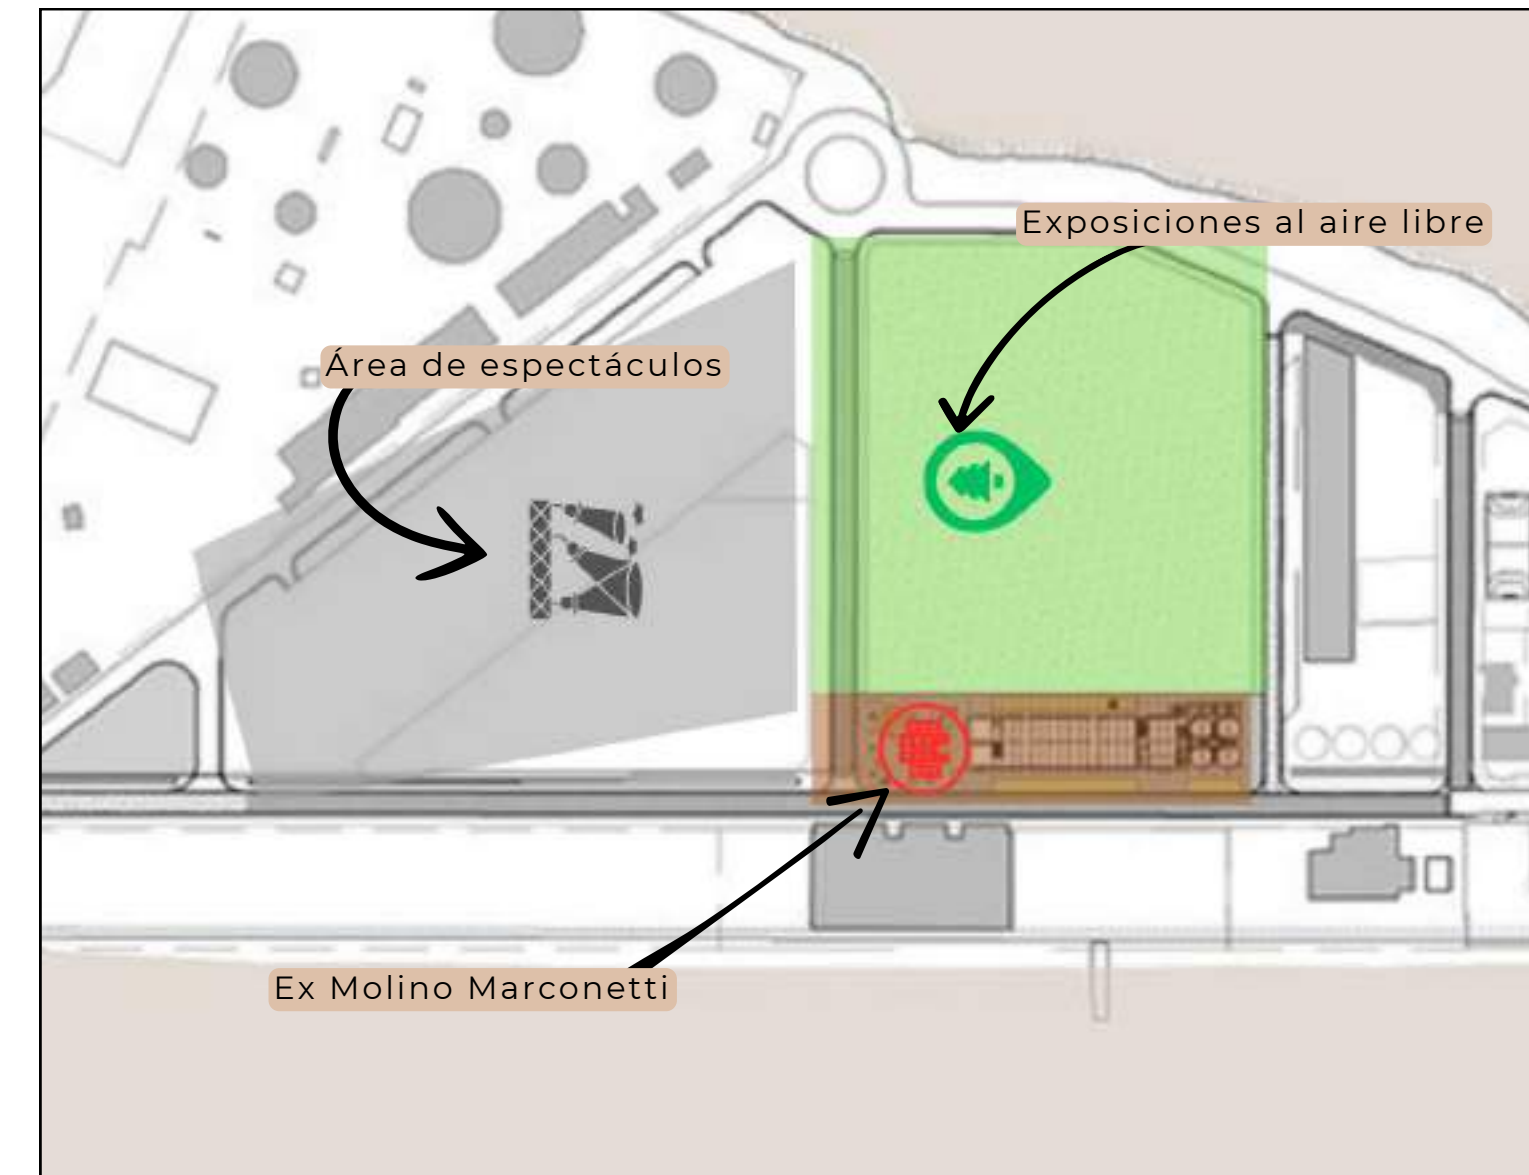 Exposiciones al aire libre
Área de espectáculos
Ex Molino Marconetti